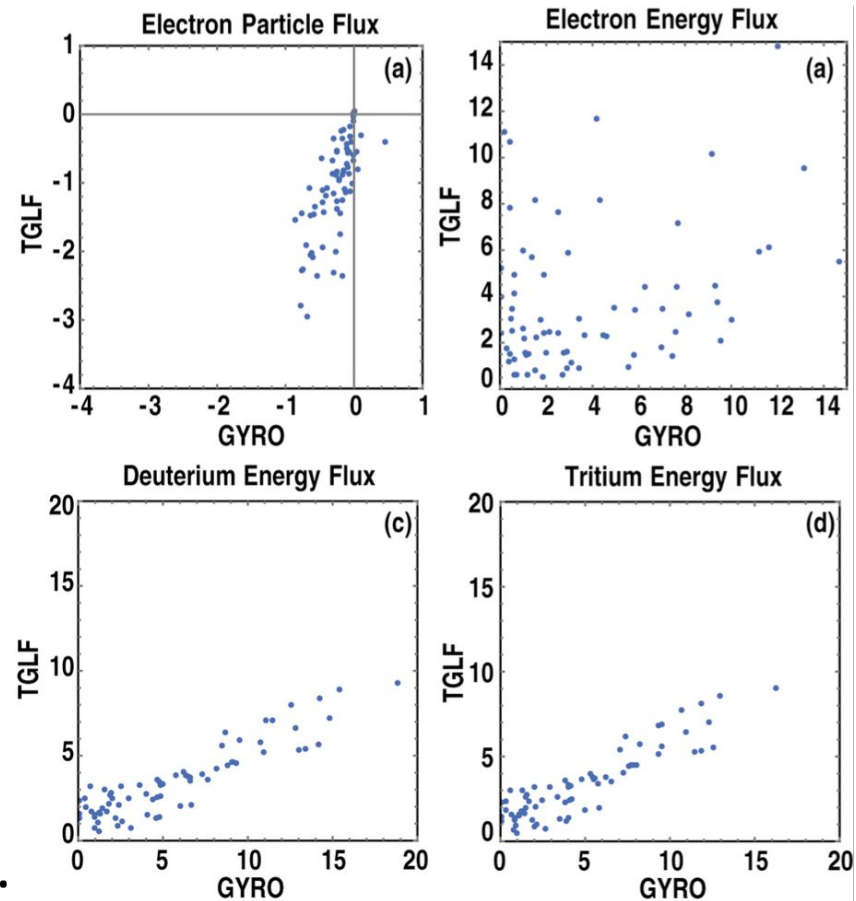 Electron Particle Flux
(a)
1
0
-1
-2
-3
-4
TGLF
-4 -3 -2 -1 0 1
GYRO
Electron Energy Flux
(a)
14
12
10
8
6
4
2
0
TGLF
0 2 4 6 8 10 12 14
GYRO
Deuterium Energy Flux
(c)
20
15
10
5
0
TGLF
0 5 10 15 20
GYRO
Tritium Energy Flux
(d)
20
15
10
5
0
TGLF
0 5 10 15 20
GYRO